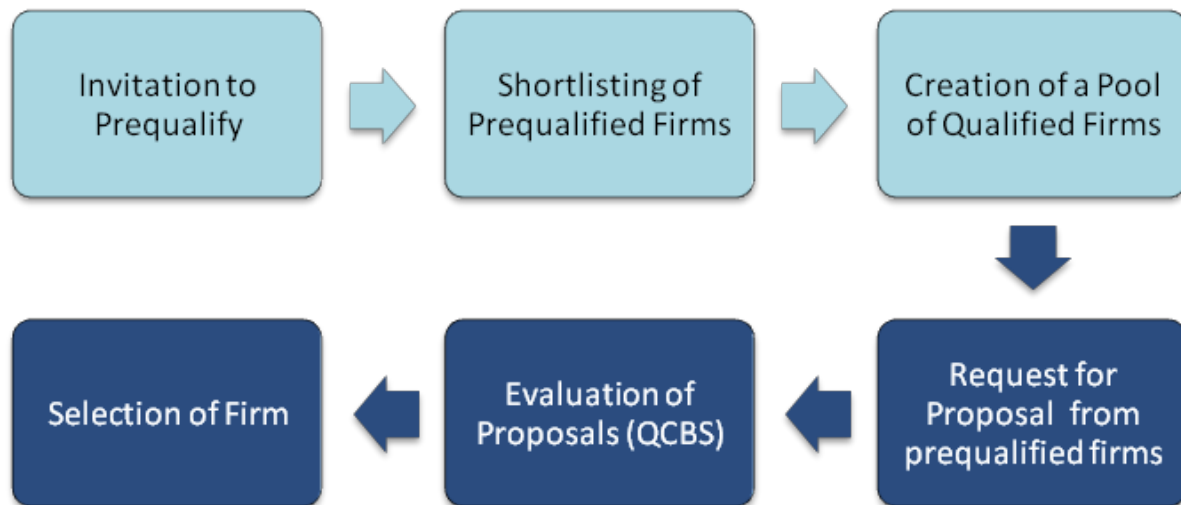 Invitation to
Prequalify
Shortlisting of
Prequalified Firms
Creation of a Pool
of Qualified Firms
Request for
Proposal  from
prequalified firms
Evaluation of
Proposals (QCBS)
Selection of Firm